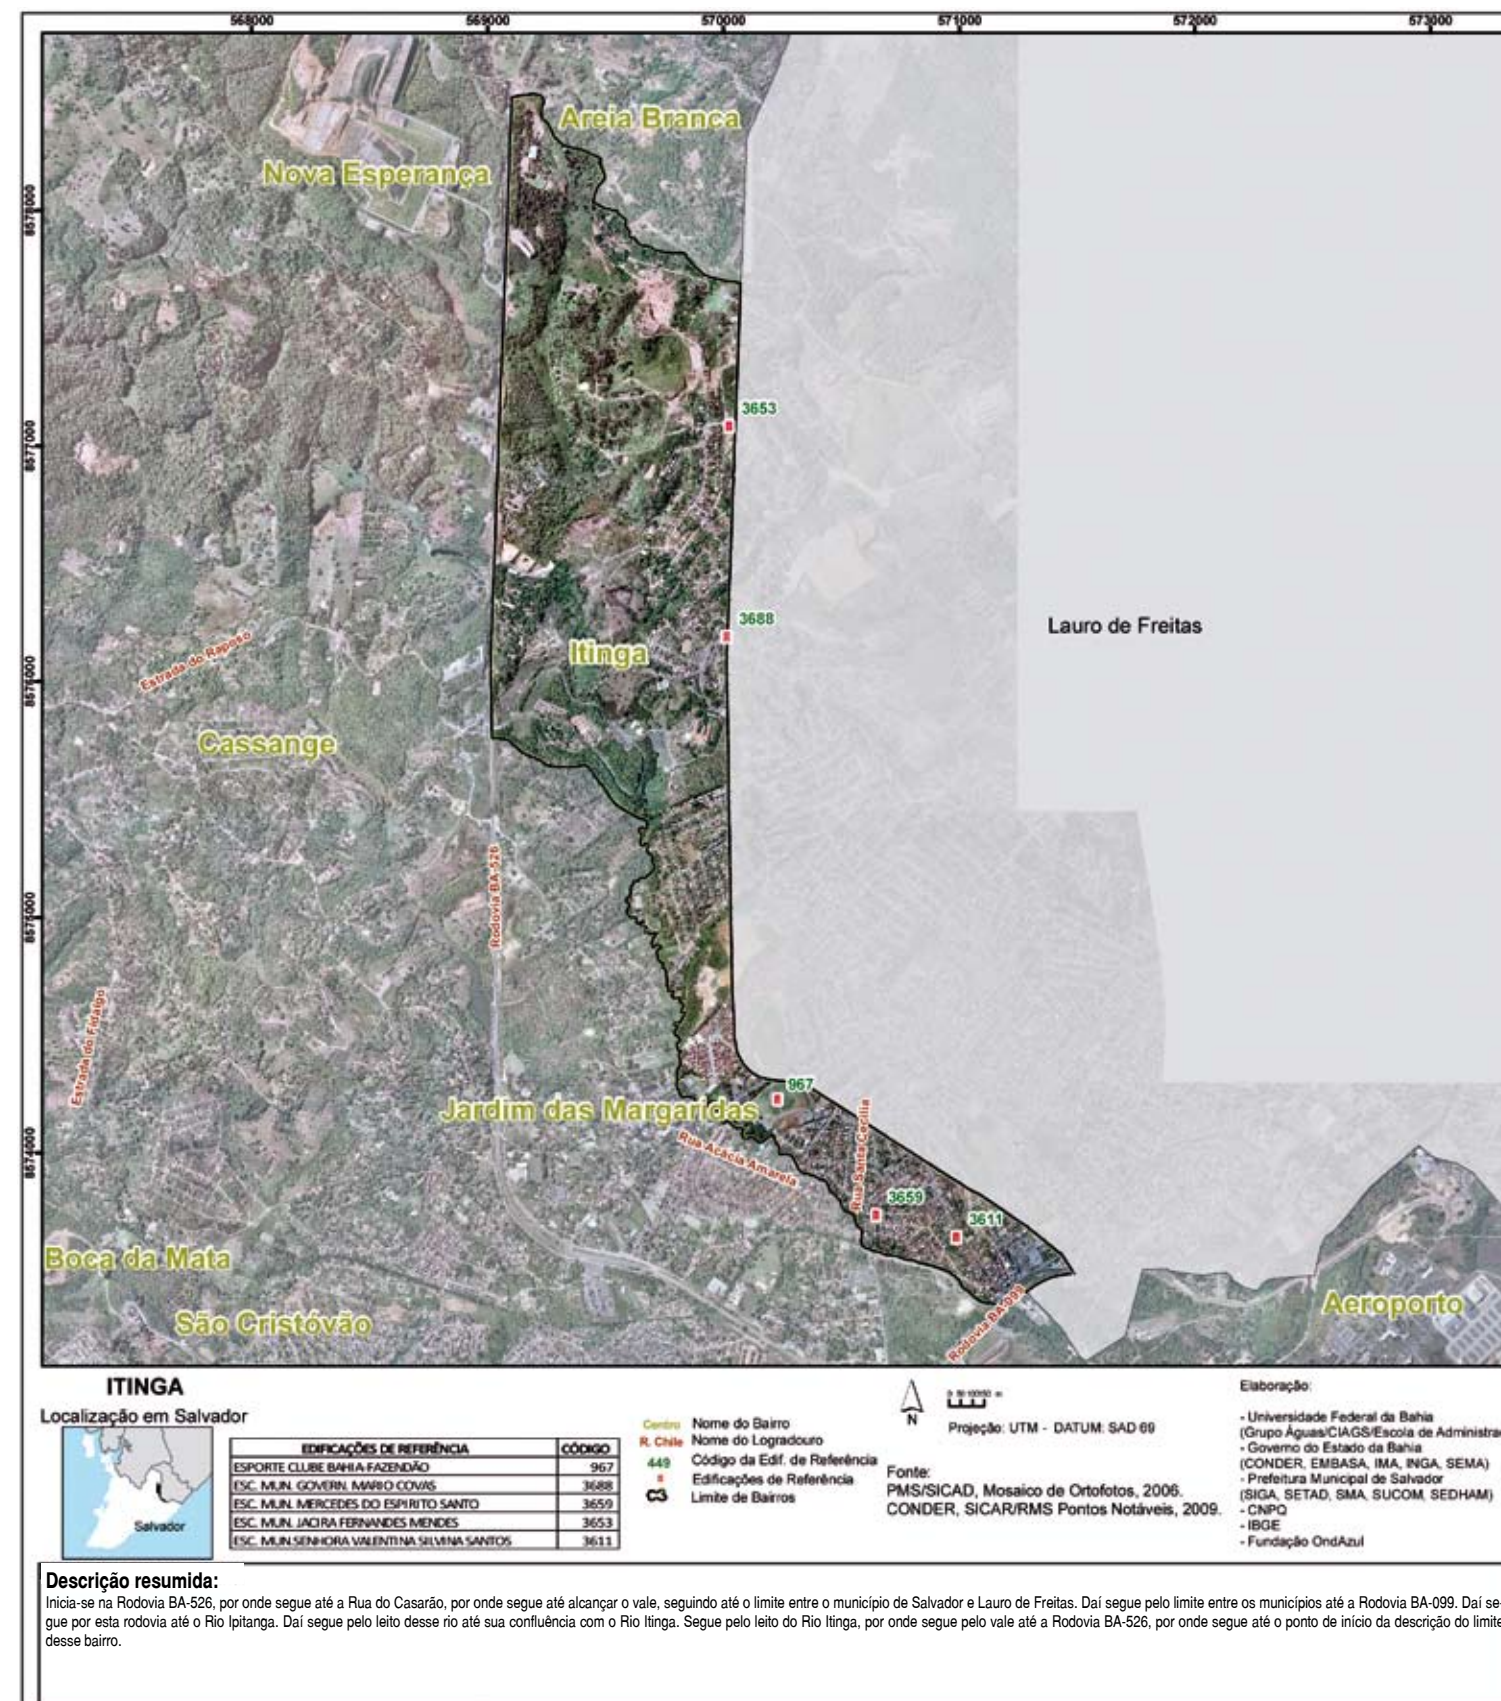 568000 569000 570000 571000 572000 573000
8578000
8577000
8576000
8575000
8574000
Areia Branca
Nova Esperança
3653
3688
Lauro de Freitas
Itinga
Estrada do Raposo
Cassange
Rodovia BA-526
Estrada do Fidalgo
967
Jardim das Margaridas
Rua Acácia Amarela
Rua Santa Cecília
3659
3611
Boca da Mata
São Cristóvão
Rodovia BA-099
Aeroporto
ITINGA
Localização em Salvador
Salvador
EDIFICAÇÕES DE REFERÊNCIA CÓDIGO
ESPORTE CLUBE BAHIA-FAZENDÃO 967
ESC. MUN. GOVERN. MARIO COVAS 3688
ESC. MUN. MERCEDES DO ESPIRITO SANTO 3659
ESC. MUN. JACIRA FERNANDES MENDES 3653
ESC. MUN.SENHORA VALENTINA SILVINA SANTOS 3611
Centro Nome do Bairro
R. Chile Nome do Logradouro
449 Código da Edif. de Referência
Edificações de Referência
Limite de Bairros
N
Projeção: UTM - DATUM: SAD 69
Fonte:
PMS/SICAD, Mosaico de Ortofotos, 2006.
CONDER, SICAR/RMS Pontos Notáveis, 2009.
Elaboração:
- Universidade Federal da Bahia
(Grupo Águas/CIAGS/Escola de Administra
- Governo do Estado da Bahia
(CONDER, EMBASA, IMA, INGA, SEMA)
- Prefeitura Municipal de Salvador
(SIGA, SETAD, SMA, SUCOM, SEDHAM)
- CNPQ
- IBGE
- Fundação OndAzul
Descrição resumida:
Inicia-se na Rodovia BA-526, por onde segue até a Rua do Casarão, por onde segue até alcançar o vale, seguindo até o limite entre o município de Salvador e Lauro de Freitas. Daí segue pelo limite entre os municípios até a Rodovia BA-099. Daí se-
gue por esta rodovia até o Rio Ipitanga. Daí segue pelo leito desse rio até sua confluência com o Rio Itinga. Segue pelo leito do Rio Itinga, por onde segue pelo vale até a Rodovia BA-526, por onde segue até o ponto de início da descrição do limite
desse bairro.